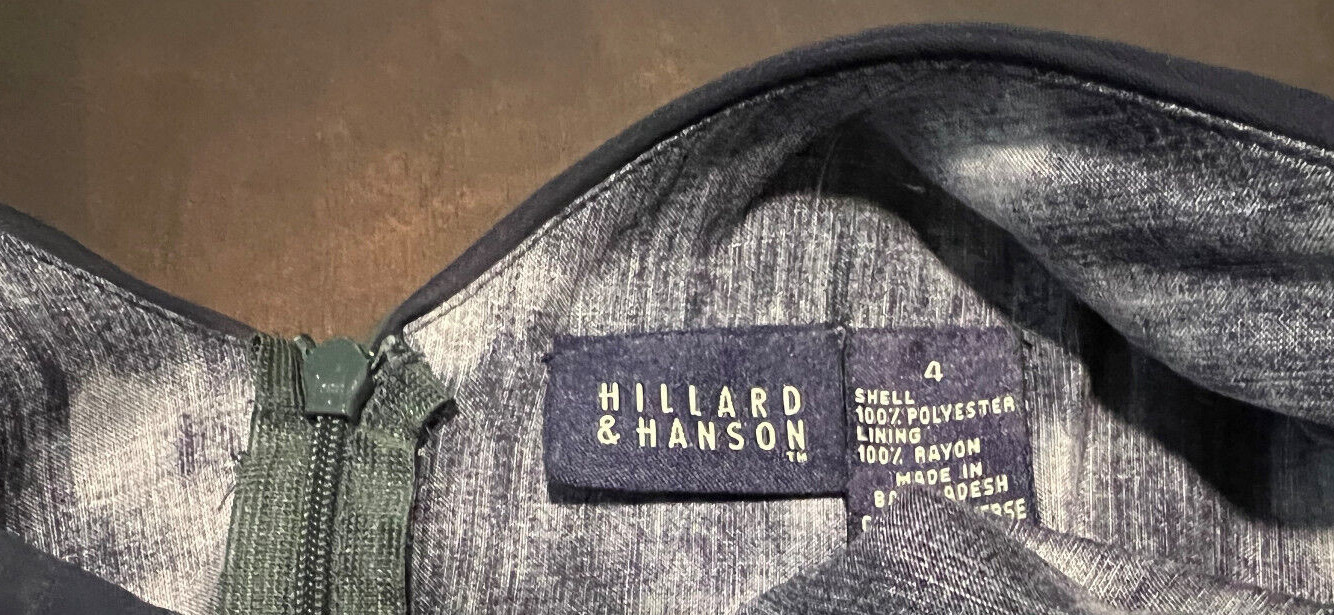 HILLARD
& HANSON
TM
4
SHELL
100% POLYESTER
LINING
100% RAYON
MADE IN